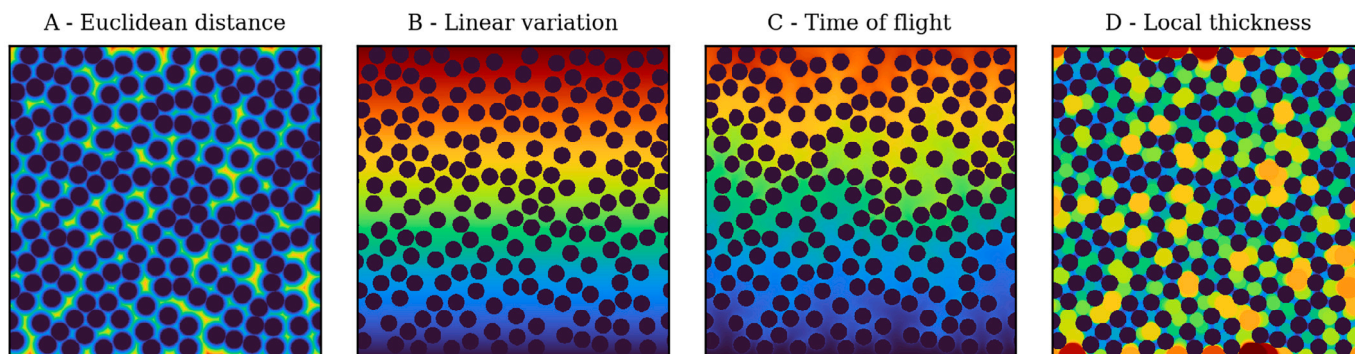 A - Euclidean distance
B - Linear variation
C - Time of flight
D - Local thickness